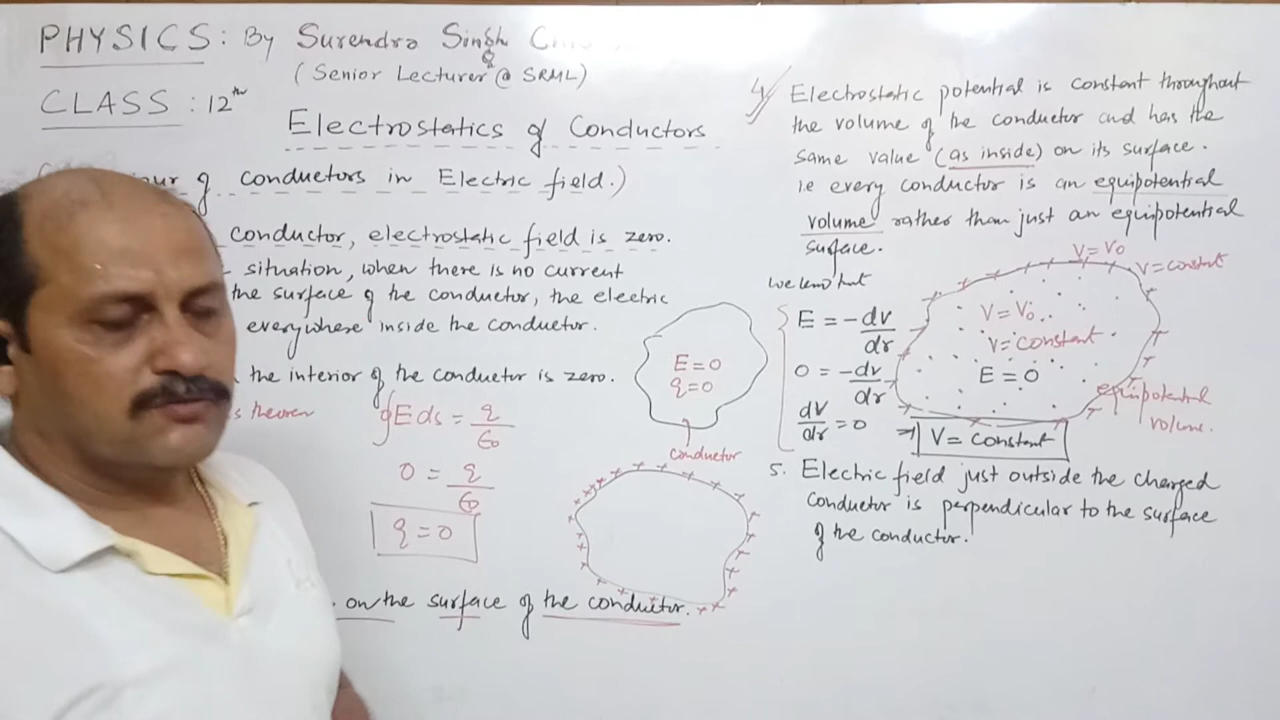 PHYSICS: By Surendra Singh
(Senior Lecturer @ SRML)
CLASS: 12th
Electrostatics of Conductors
of conductors in Electric field.)
conductor, electrostatic field is zero.
situation, when there is no current
the surface of the conductor, the electric
everywhere inside the conductor.
the interior of the conductor is zero.
theorem
∮E ds = q/ϵ0
0 = q/ϵ0
q = 0
E = 0
q = 0
conductor
on the surface of the conductor.
4. Electrostatic potential is constant throughout
the volume of the conductor and has the
same value (as inside) on its surface.
i.e every conductor is an equipotential
volume rather than just an equipotential
surface.
we know that
E = -dv/dr
0 = -dv/dr
dV/dr = 0
⇒ V = constant
V = V0
V = constant
V = V0
V = constant
E = 0
equipotential
volume.
5. Electric field just outside the charged
conductor is perpendicular to the surface
of the conductor.